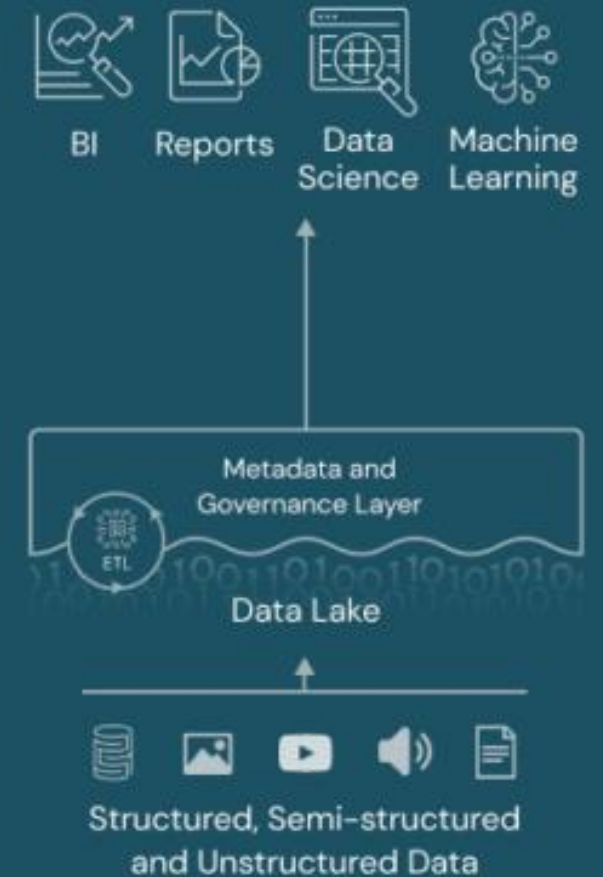 BI
Reports
Data
Science
Machine
Learning
Metadata and
Governance Layer
ETL
Data Lake
Structured, Semi-structured
and Unstructured Data